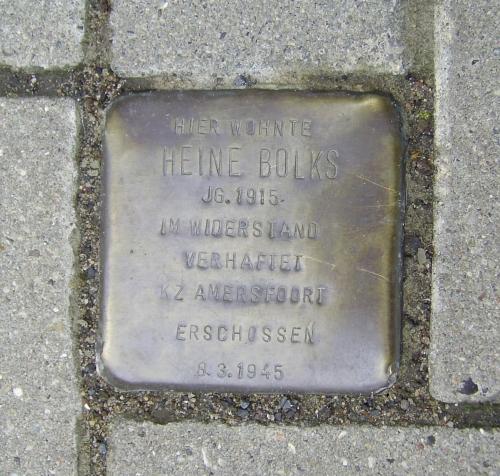 HIER WOHNTE
HEINE BOLKS
JG. 1915
IM WIDERSTAND
VERHAFTET
KZ AMERSFOORT
ERSCHOSSEN
8.3.1945